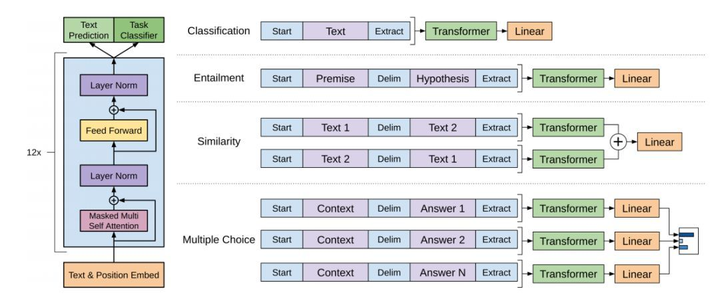 Text Prediction
Task Classifier
12x
Layer Norm
Feed Forward
Layer Norm
Masked Multi Self Attention
Text & Position Embed
Classification
Start Text Extract Transformer Linear
Entailment
Start Premise Delim Hypothesis Extract Transformer Linear
Similarity
Start Text 1 Delim Text 2 Extract Transformer
Linear
Start Text 2 Delim Text 1 Extract Transformer
Multiple Choice
Start Context Delim Answer 1 Extract Transformer Linear
Start Context Delim Answer 2 Extract Transformer Linear
Start Context Delim Answer N Extract Transformer Linear